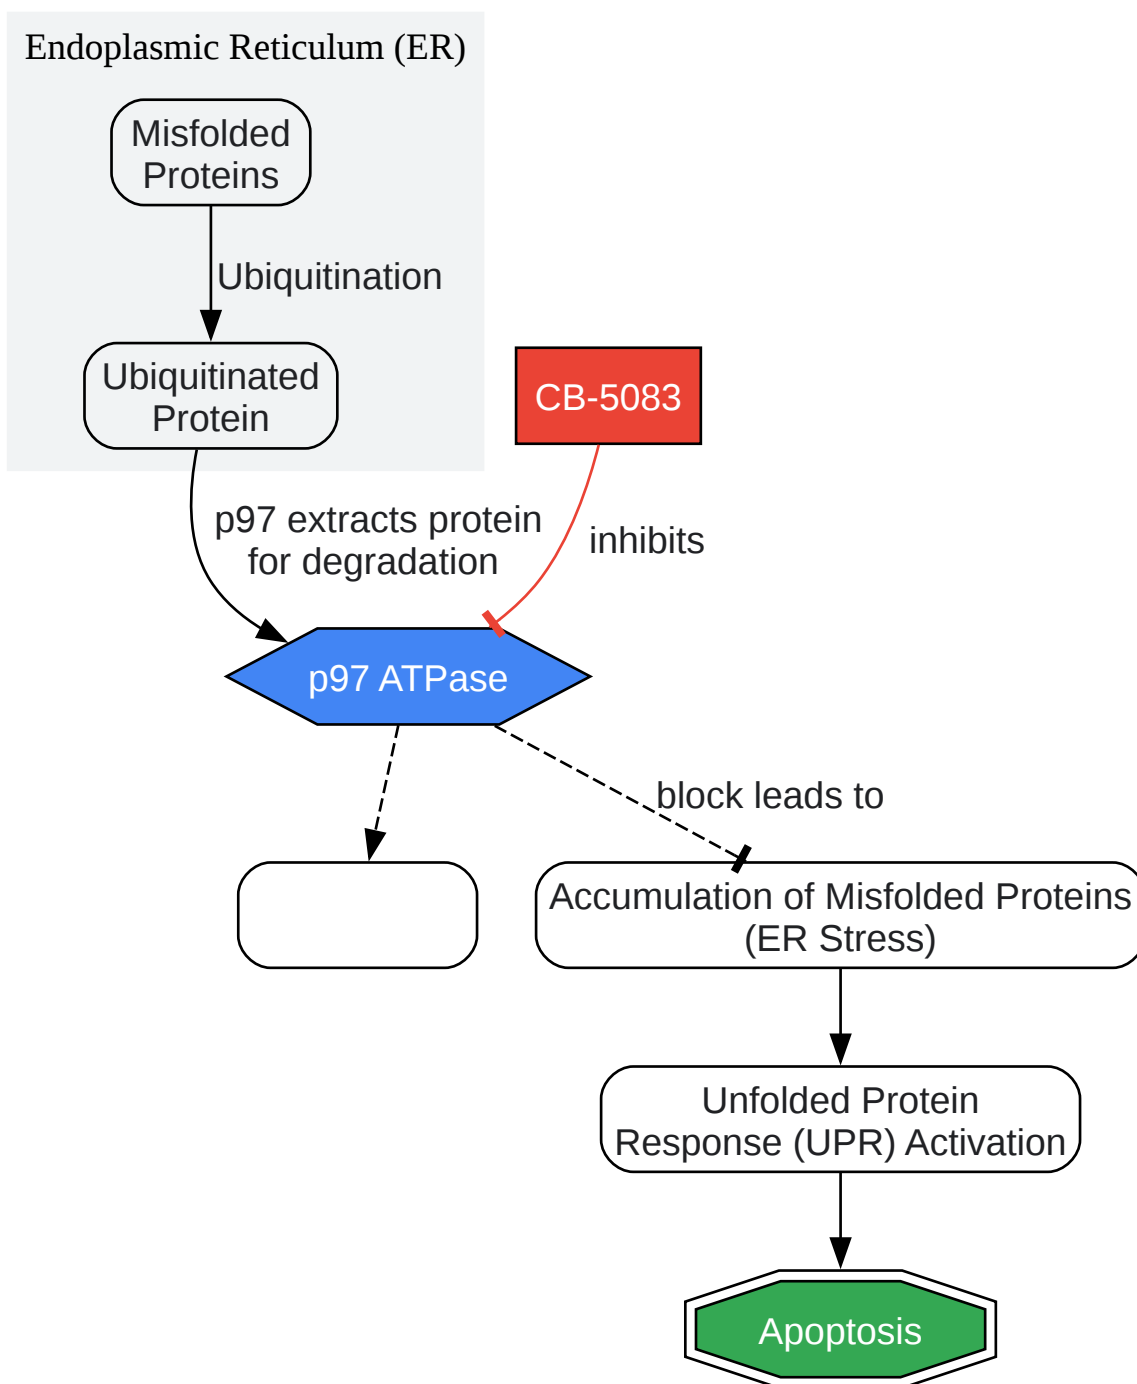 Endoplasmic Reticulum (ER)
Misfolded
Proteins
Ubiquitination
Ubiquitinated
Protein
CB-5083
p97 extracts protein
for degradation
inhibits
p97 ATPase
block leads to
Accumulation of Misfolded Proteins
(ER Stress)
Unfolded Protein
Response (UPR) Activation
Apoptosis